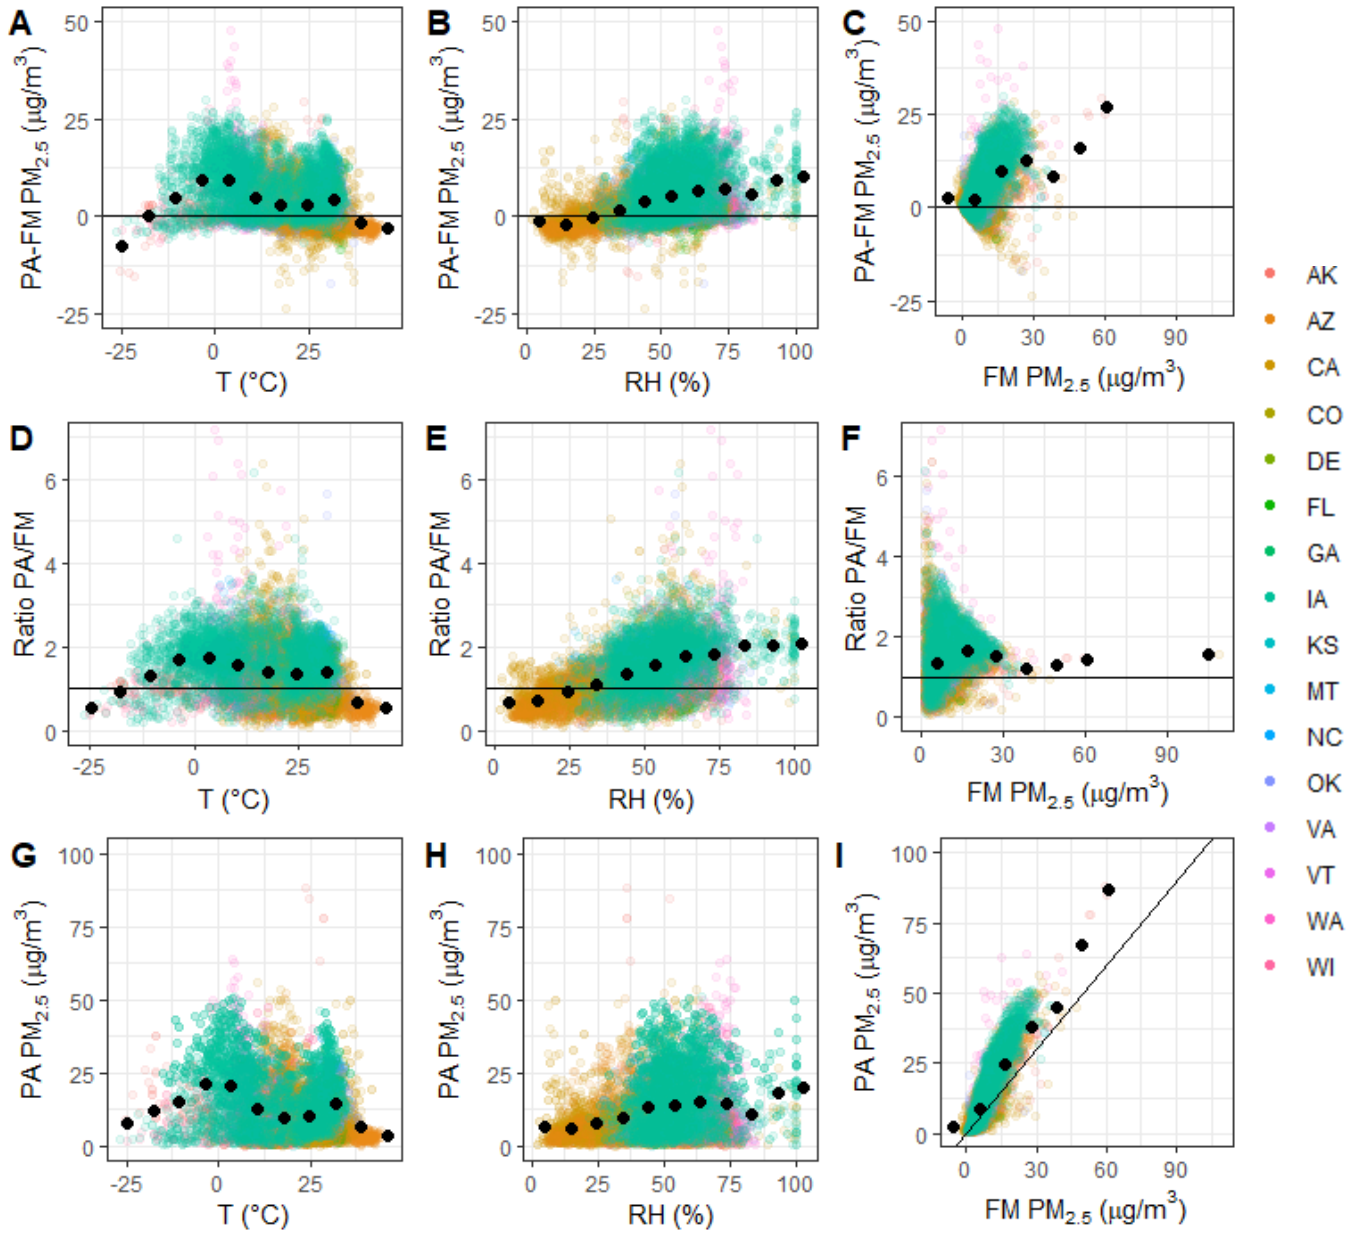 A
PA-FM PM2.5 (μg/m3)
50
25
0
-25
-25
0
25
T (°C)
B
PA-FM PM2.5 (μg/m3)
50
25
0
-25
0
25
50
75
100
RH (%)
C
PA-FM PM2.5 (μg/m3)
50
25
0
-25
0
30
60
90
FM PM2.5 (μg/m3)
D
Ratio PA/FM
6
4
2
0
-25
0
25
T (°C)
E
Ratio PA/FM
6
4
2
0
0
25
50
75
100
RH (%)
F
Ratio PA/FM
6
4
2
0
0
30
60
90
FM PM2.5 (μg/m3)
G
PA PM2.5 (μg/m3)
100
75
50
25
0
-25
0
25
T (°C)
H
PA PM2.5 (μg/m3)
100
75
50
25
0
0
25
50
75
100
RH (%)
I
PA PM2.5 (μg/m3)
100
75
50
25
0
0
30
60
90
FM PM2.5 (μg/m3)
AK
AZ
CA
CO
DE
FL
GA
IA
KS
MT
NC
OK
VA
VT
WA
WI